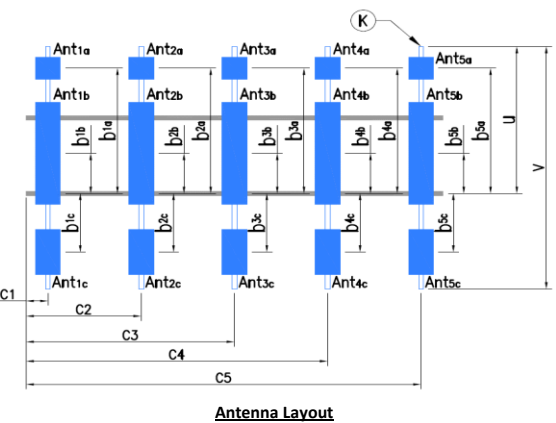 K
Ant1a Ant2a Ant3a Ant4a Ant5a
Ant1b Ant2b Ant3b Ant4b Ant5b
b1b b1a b2b b2a b3b b3a b4b b4a b5b b5a U V
b1c b2c b3c b4c b5c
Ant1c Ant2c Ant3c Ant4c Ant5c
C1
C2
C3
C4
C5
Antenna Layout